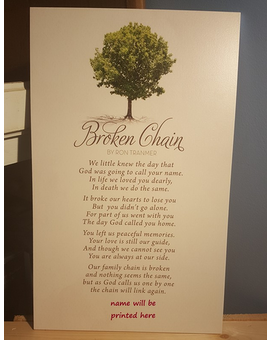 Broken Chain
BY RON TRANMER
We little knew the day that
God was going to call your name.
In life we loved you dearly,
In death we do the same.
It broke our hearts to lose you
But you didn't go alone.
For part of us went with you
The day God called you home.
You left us peaceful memories.
Your love is still our guide,
And though we cannot see you
You are always at our side.
Our family chain is broken
and nothing seems the same,
but as God calls us one by one
the chain will link again.
name will be
printed here